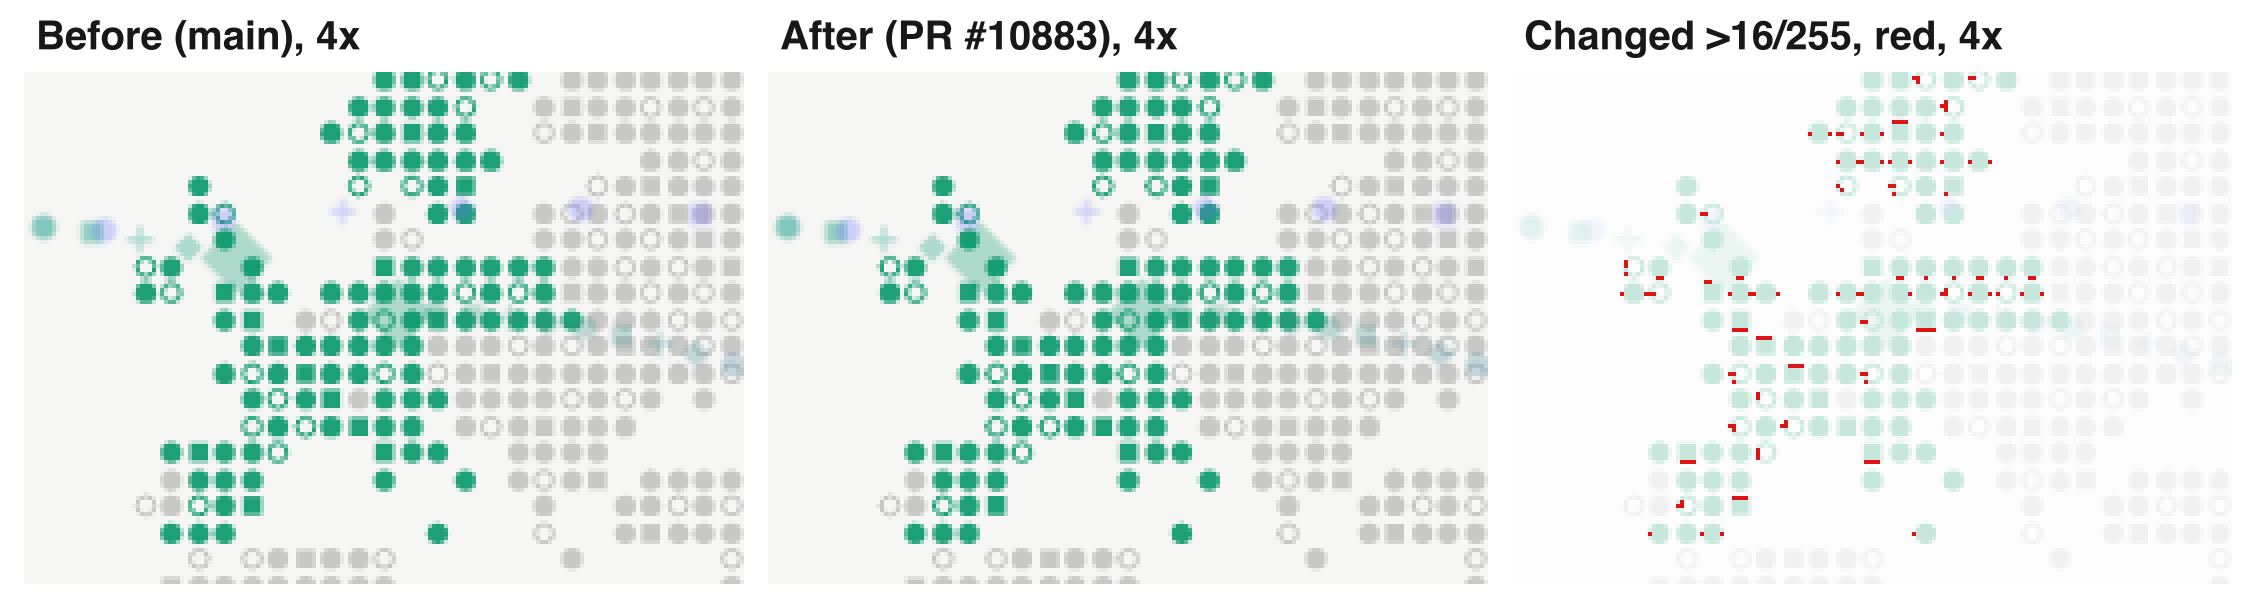 Before (main), 4x
After (PR #10883), 4x
Changed >16/255, red, 4x